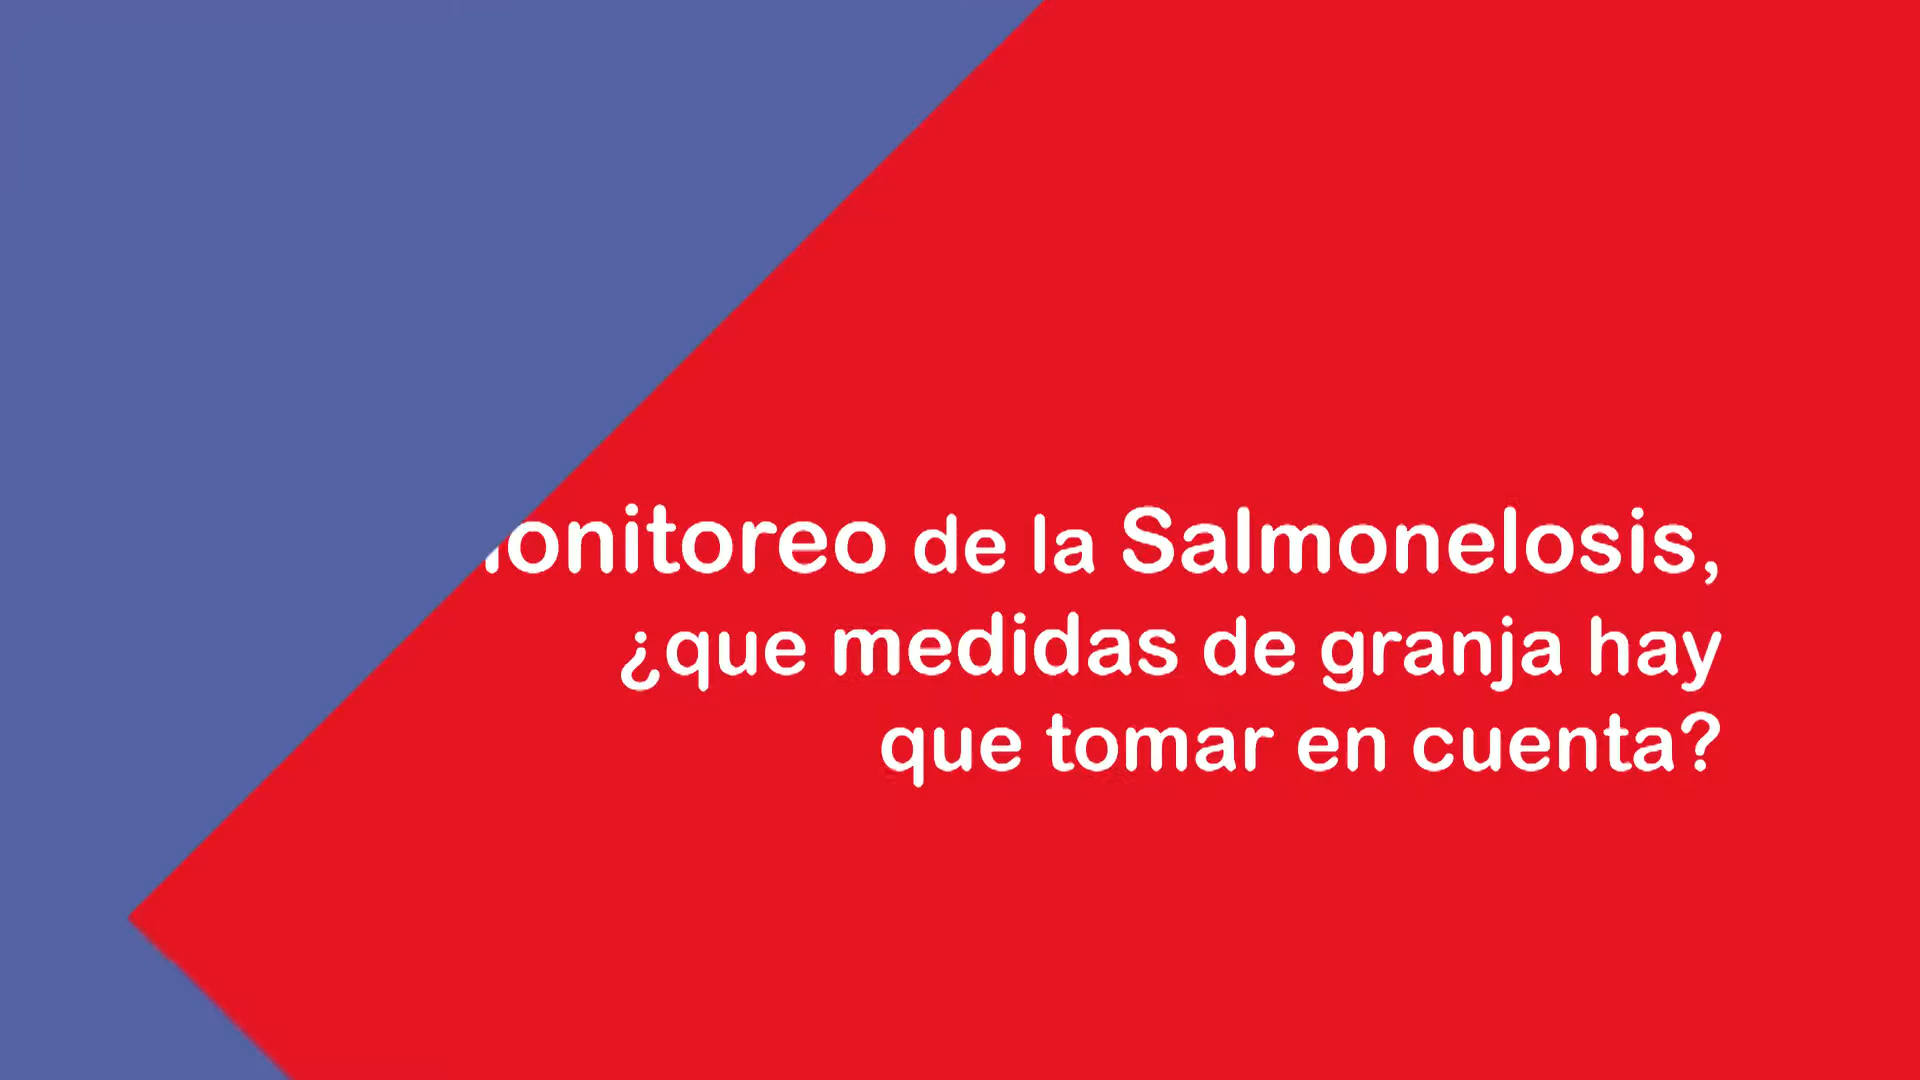 onitoreo de la Salmonelosis,
¿que medidas de granja hay
que tomar en cuenta?